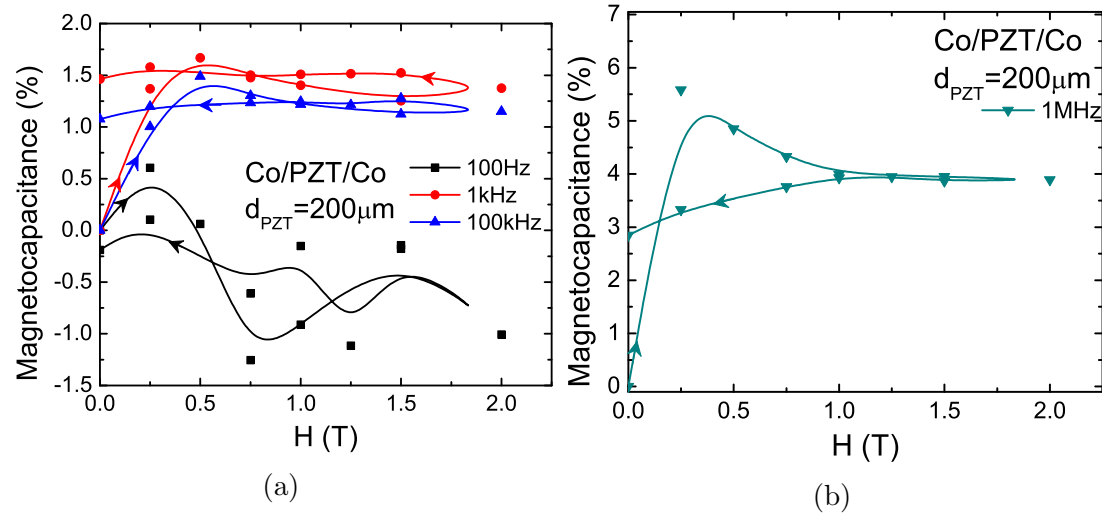 2.0
1.5
1.0
0.5
0.0
-0.5
-1.0
-1.5
Magnetocapacitance (%)
Co/PZT/Co
d_PZT=200μm
100Hz
1kHz
100kHz
0.0 0.5 1.0 1.5 2.0
H (T)
(a)
7
6
5
4
3
2
1
0
Magnetocapacitance (%)
Co/PZT/Co
d_PZT=200μm
1MHz
0.0 0.5 1.0 1.5 2.0
H (T)
(b)